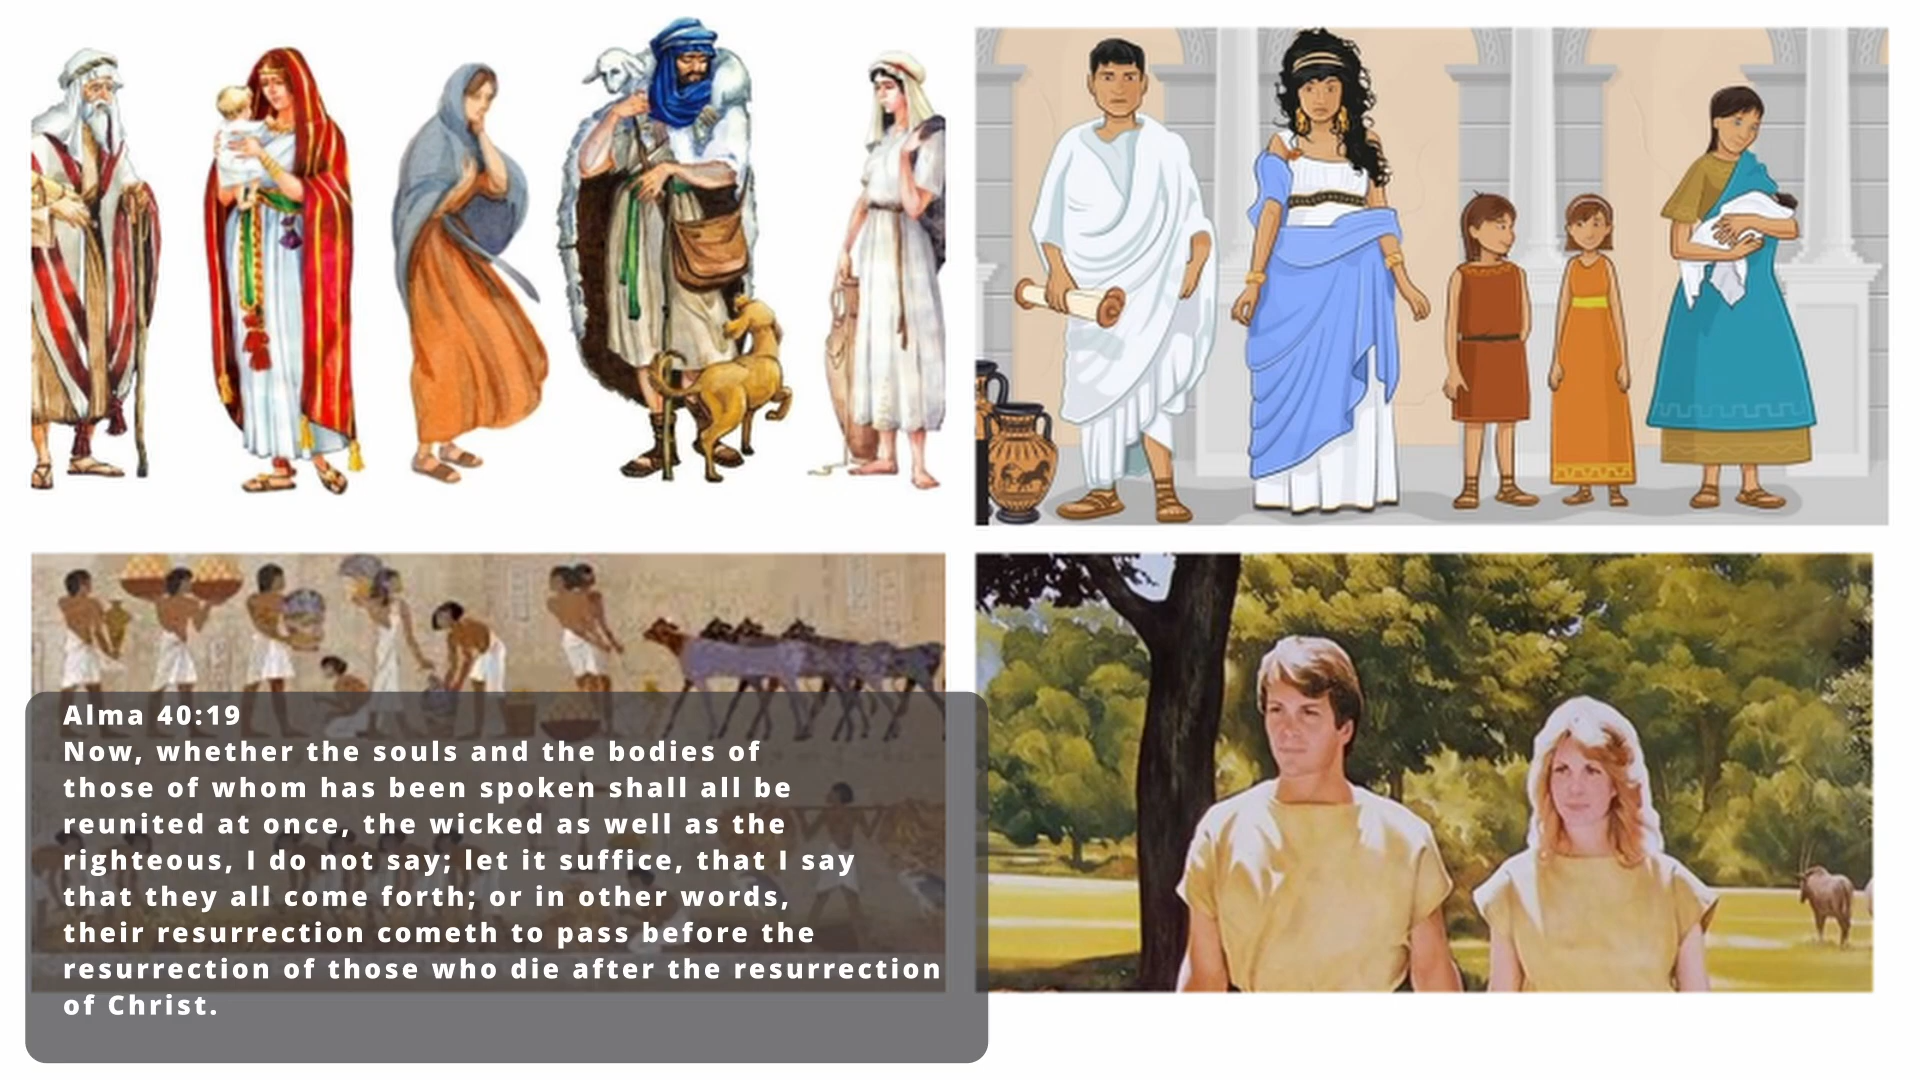 Alma 40:19
Now, whether the souls and the bodies of
those of whom has been spoken shall all be
reunited at once, the wicked as well as the
righteous, I do not say; let it suffice, that I say
that they all come forth; or in other words,
their resurrection cometh to pass before the
resurrection of those who die after the resurrection
of Christ.